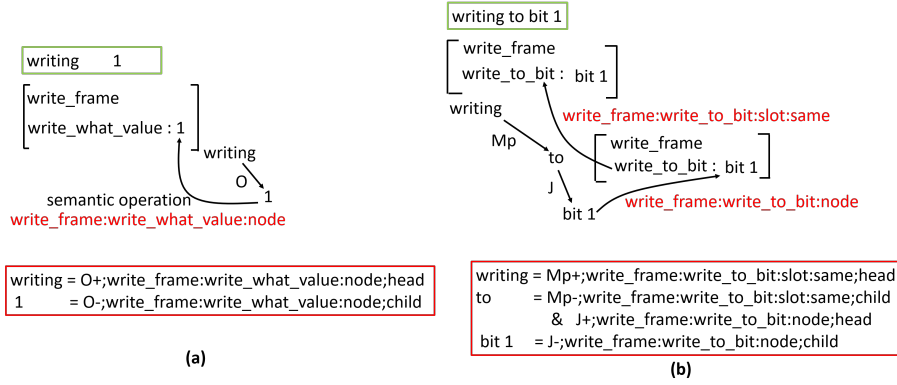 writing 1
write_frame
write_what_value : 1
writing
O
1
semantic operation
write_frame:write_what_value:node
writing = O+;write_frame:write_what_value:node;head
1 = O-;write_frame:write_what_value:node;child
(a)
writing to bit 1
write_frame
write_to_bit : bit 1
writing
write_frame:write_to_bit:slot:same
Mp
to
write_frame
write_to_bit : bit 1
J
bit 1
write_frame:write_to_bit:node
writing = Mp+;write_frame:write_to_bit:slot:same;head
to = Mp-;write_frame:write_to_bit:slot:same;child
& J+;write_frame:write_to_bit:node;head
bit 1 = J-;write_frame:write_to_bit:node;child
(b)